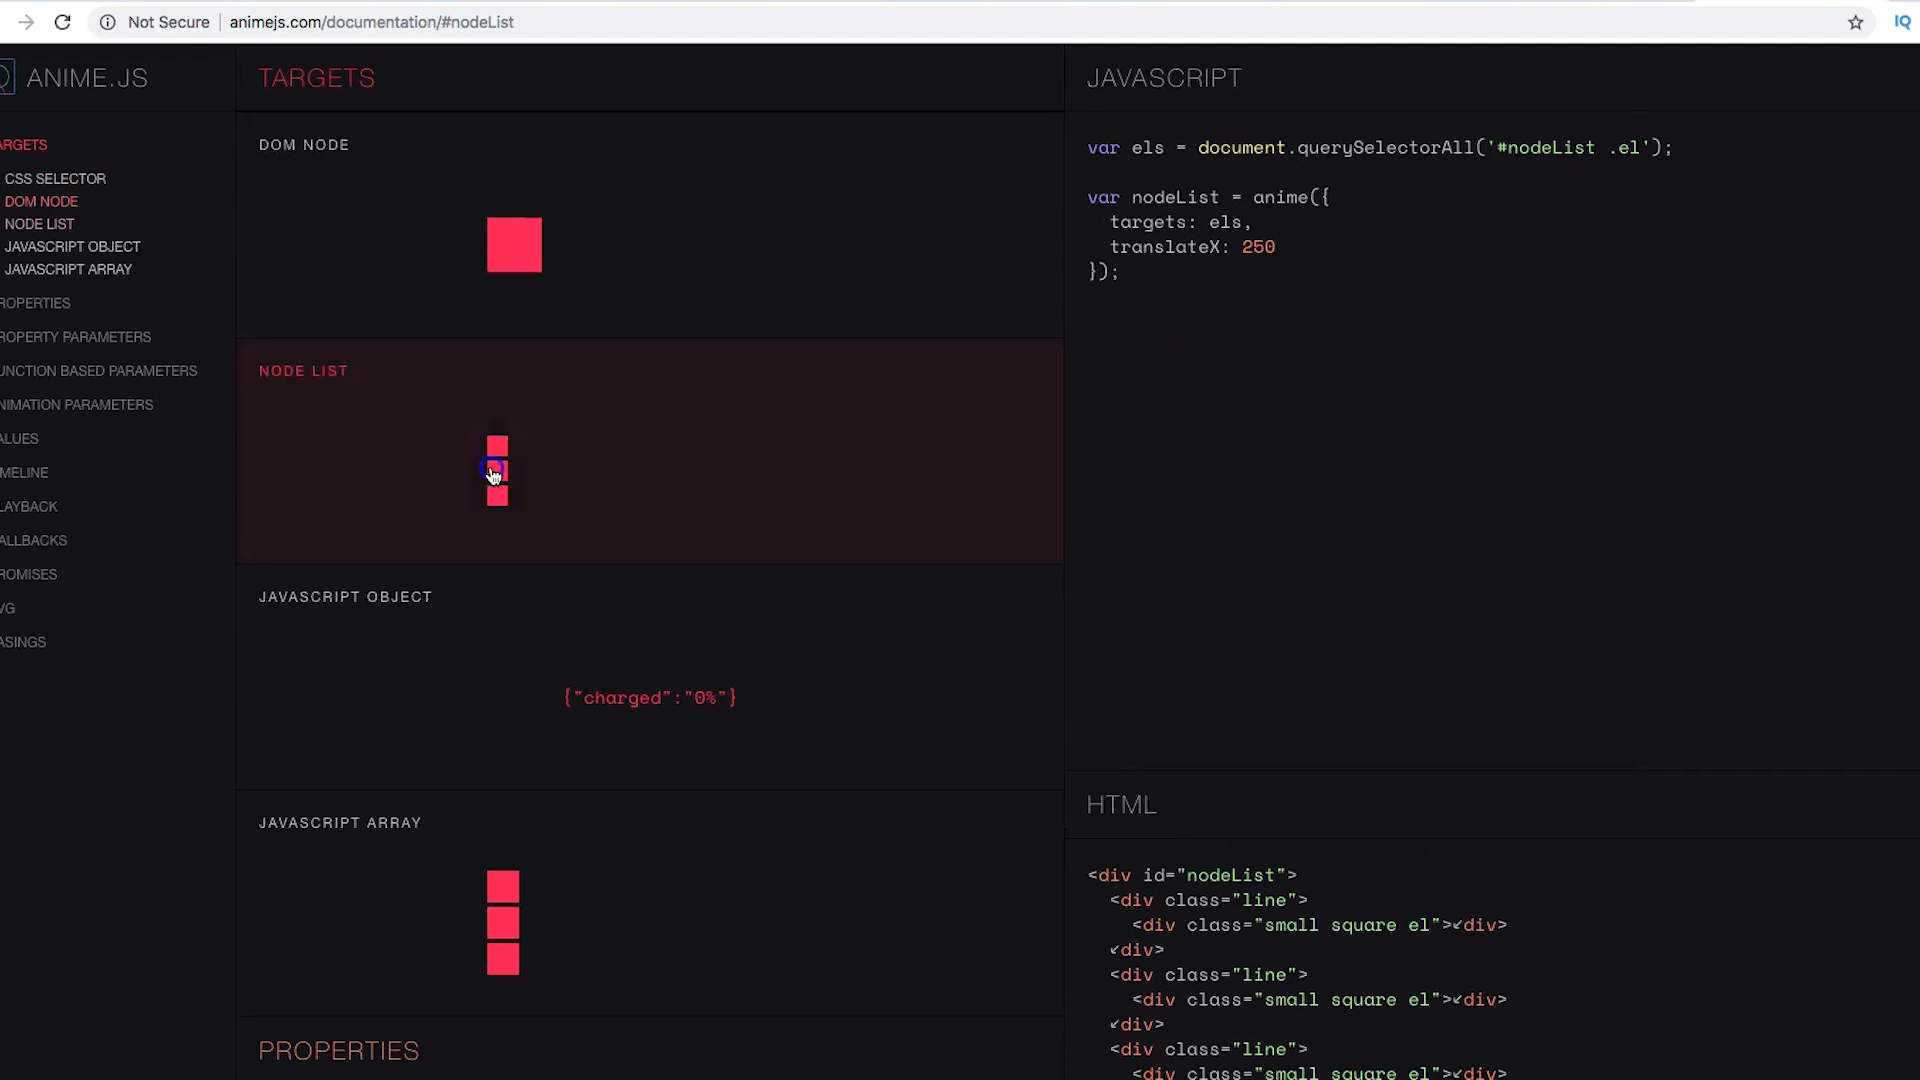 Not Secure
animejs.com/documentation/#nodeList
IQ
ANIME.JS
ARGETS
CSS SELECTOR
DOM NODE
NODE LIST
JAVASCRIPT OBJECT
JAVASCRIPT ARRAY
ROPERTIES
ROPERTY PARAMETERS
UNCTION BASED PARAMETERS
NIMATION PARAMETERS
ALUES
MELINE
LAYBACK
ALLBACKS
ROMISES
VG
ASINGS
TARGETS
DOM NODE
NODE LIST
JAVASCRIPT OBJECT
{"charged":"0%"}
JAVASCRIPT ARRAY
PROPERTIES
JAVASCRIPT
var els = document.querySelectorAll('#nodeList .el');
var nodeList = anime({
targets: els,
translateX: 250
});
HTML
<div id="nodeList">
<div class="line">
<div class="small square el"></div>
</div>
<div class="line">
<div class="small square el"></div>
</div>
<div class="line">
<div class="small square el"></div>